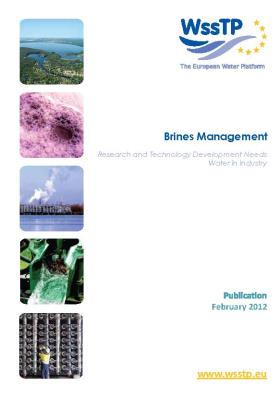 WssTP
The European Water Platform
Brines Management
Research and Technology Development Needs
Water in Industry
Publication
February 2012
www.wsstp.eu